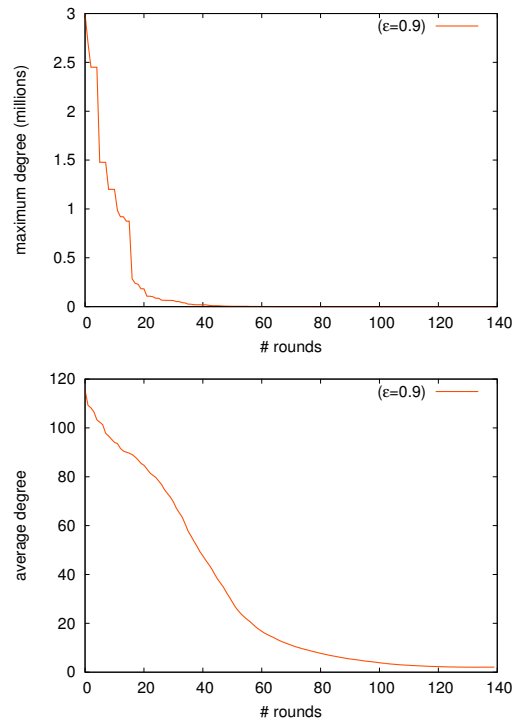 maximum degree (millions)
(ε=0.9)
3
2.5
2
1.5
1
0.5
0
0 20 40 60 80 100 120 140
# rounds
average degree
(ε=0.9)
120
100
80
60
40
20
0
0 20 40 60 80 100 120 140
# rounds